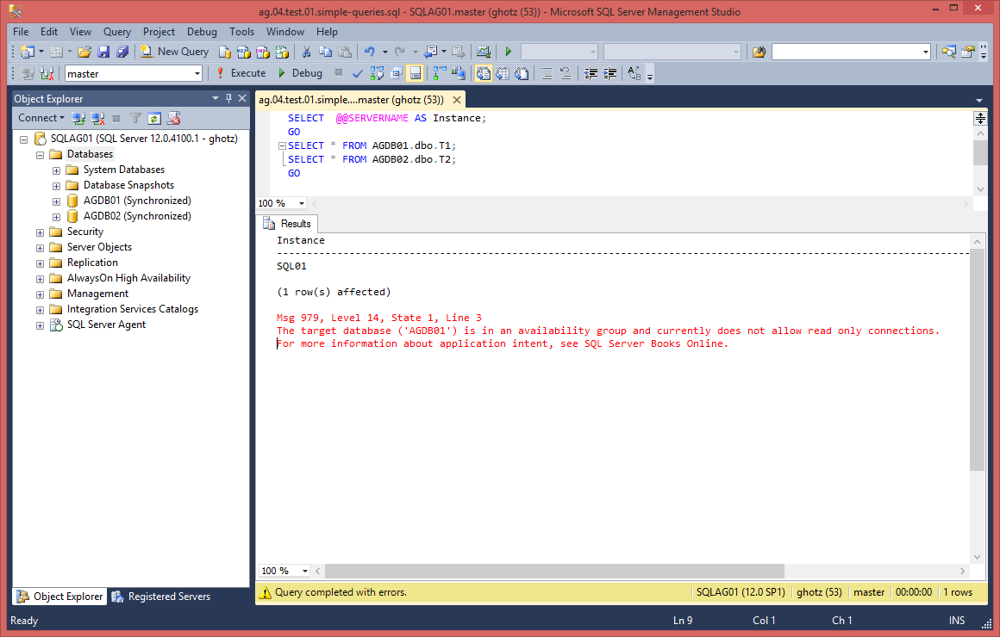 ag.04.test.01.simple-queries.sql - SQLAG01.master (ghotz (53)) - Microsoft SQL Server Management Studio
File Edit View Query Project Debug Tools Window Help
New Query
master Execute Debug
Object Explorer
Connect
SQLAG01 (SQL Server 12.0.4100.1 - ghotz)
Databases
System Databases
Database Snapshots
AGDB01 (Synchronized)
AGDB02 (Synchronized)
Security
Server Objects
Replication
AlwaysOn High Availability
Management
Integration Services Catalogs
SQL Server Agent
Object Explorer Registered Servers
ag.04.test.01.simple....master (ghotz (53))
SELECT @@SERVERNAME AS Instance;
GO
SELECT * FROM AGDB01.dbo.T1;
SELECT * FROM AGDB02.dbo.T2;
GO
100 %
Results
Instance
--------------------------------------------------------------------------------------------------------------------
SQL01
(1 row(s) affected)
Msg 979, Level 14, State 1, Line 3
The target database ('AGDB01') is in an availability group and currently does not allow read only connections.
For more information about application intent, see SQL Server Books Online.
100 %
Query completed with errors. SQLAG01 (12.0 SP1) ghotz (53) master 00:00:00 1 rows
Ready Ln 9 Col 1 Ch 1 INS